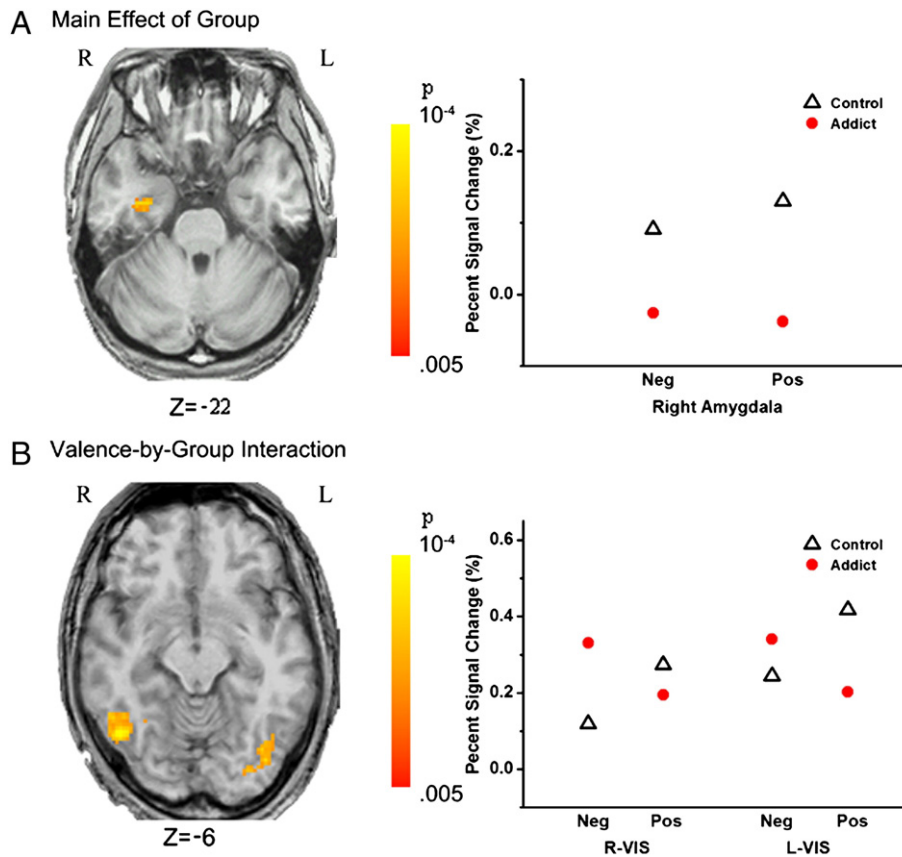 A Main Effect of Group
R L
p
10-4
.005
Z=-22
Pecent Signal Change (%)
0.2
0.0
Control
Addict
Neg Pos
Right Amygdala
B Valence-by-Group Interaction
R L
p
10-4
.005
Z=-6
Pecent Signal Change (%)
0.6
0.4
0.2
0.0
Control
Addict
Neg Pos Neg Pos
R-VIS L-VIS